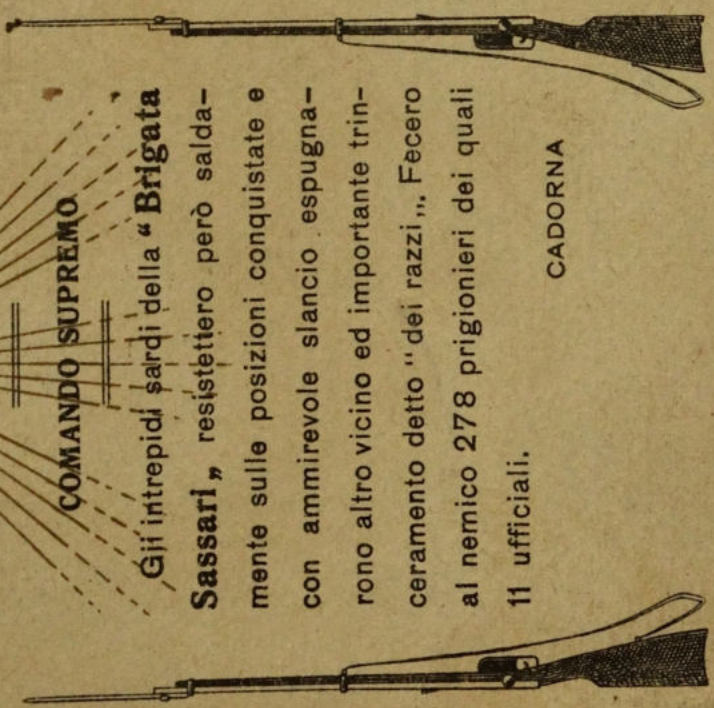 COMANDO SUPREMO
Gli intrepidi sardi della “Brigata
Sassari„ resistettero però salda-
mente sulle posizioni conquistate e
con ammirevole slancio espugna-
rono altro vicino ed importante trin-
ceramento detto “dei razzi„. Fecero
al nemico 278 prigionieri dei quali
11 ufficiali.
CADORNA